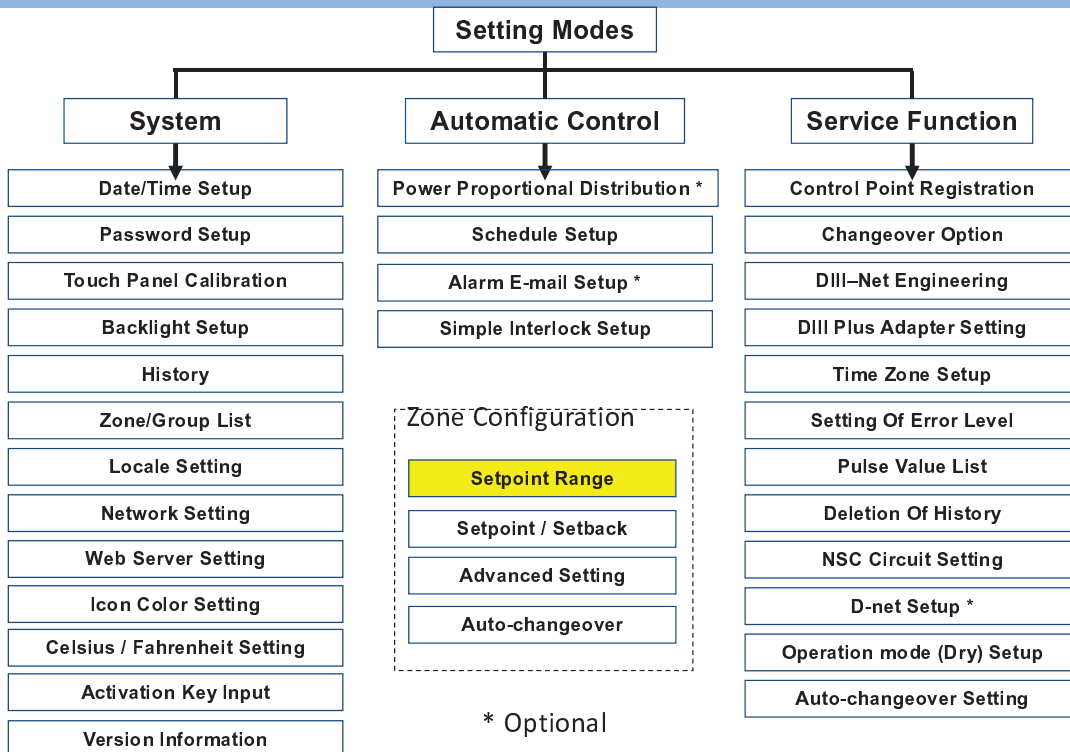 Setting Modes
System
Automatic Control
Service Function
Date/Time Setup
Password Setup
Touch Panel Calibration
Backlight Setup
History
Zone/Group List
Locale Setting
Network Setting
Web Server Setting
Icon Color Setting
Celsius / Fahrenheit Setting
Activation Key Input
Version Information
Power Proportional Distribution *
Schedule Setup
Alarm E-mail Setup *
Simple Interlock Setup
Zone Configuration
Setpoint Range
Setpoint / Setback
Advanced Setting
Auto-changeover
* Optional
Control Point Registration
Changeover Option
DIII–Net Engineering
DIII Plus Adapter Setting
Time Zone Setup
Setting Of Error Level
Pulse Value List
Deletion Of History
NSC Circuit Setting
D-net Setup *
Operation mode (Dry) Setup
Auto-changeover Setting